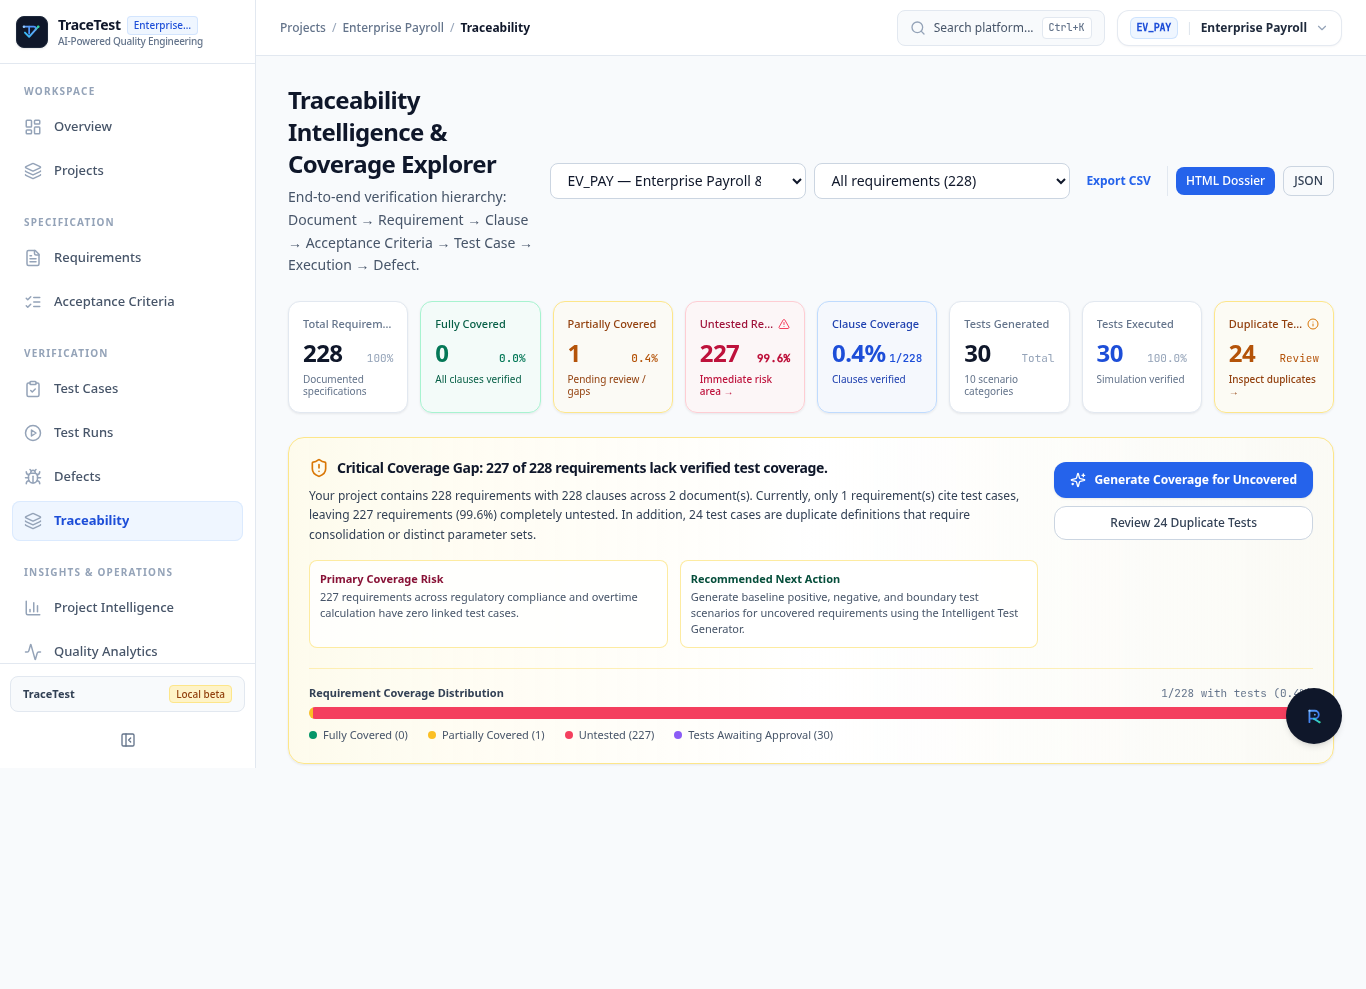 TraceTest Enterprise...
AI-Powered Quality Engineering
WORKSPACE
Overview
Projects
SPECIFICATION
Requirements
Acceptance Criteria
VERIFICATION
Test Cases
Test Runs
Defects
Traceability
INSIGHTS & OPERATIONS
Project Intelligence
Quality Analytics
TraceTest Local beta
Projects / Enterprise Payroll / Traceability
Search platform... Ctrl+K
EV_PAY Enterprise Payroll
Traceability
Intelligence &
Coverage Explorer
End-to-end verification hierarchy:
Document → Requirement → Clause
→ Acceptance Criteria → Test Case →
Execution → Defect.
EV_PAY — Enterprise Payroll &
All requirements (228)
Export CSV
HTML Dossier
JSON
Total Requirem...
228 100%
Documented
specifications
Fully Covered
0 0.0%
All clauses verified
Partially Covered
1 0.4%
Pending review /
gaps
Untested Re...
227 99.6%
Immediate risk
area →
Clause Coverage
0.4% 1/228
Clauses verified
Tests Generated
30 Total
10 scenario
categories
Tests Executed
30 100.0%
Simulation verified
Duplicate Te...
24 Review
Inspect duplicates
→
Critical Coverage Gap: 227 of 228 requirements lack verified test coverage.
Your project contains 228 requirements with 228 clauses across 2 document(s). Currently, only 1 requirement(s) cite test cases,
leaving 227 requirements (99.6%) completely untested. In addition, 24 test cases are duplicate definitions that require
consolidation or distinct parameter sets.
Generate Coverage for Uncovered
Review 24 Duplicate Tests
Primary Coverage Risk
227 requirements across regulatory compliance and overtime
calculation have zero linked test cases.
Recommended Next Action
Generate baseline positive, negative, and boundary test
scenarios for uncovered requirements using the Intelligent Test
Generator.
Requirement Coverage Distribution
1/228 with tests (0.4
Fully Covered (0)
Partially Covered (1)
Untested (227)
Tests Awaiting Approval (30)